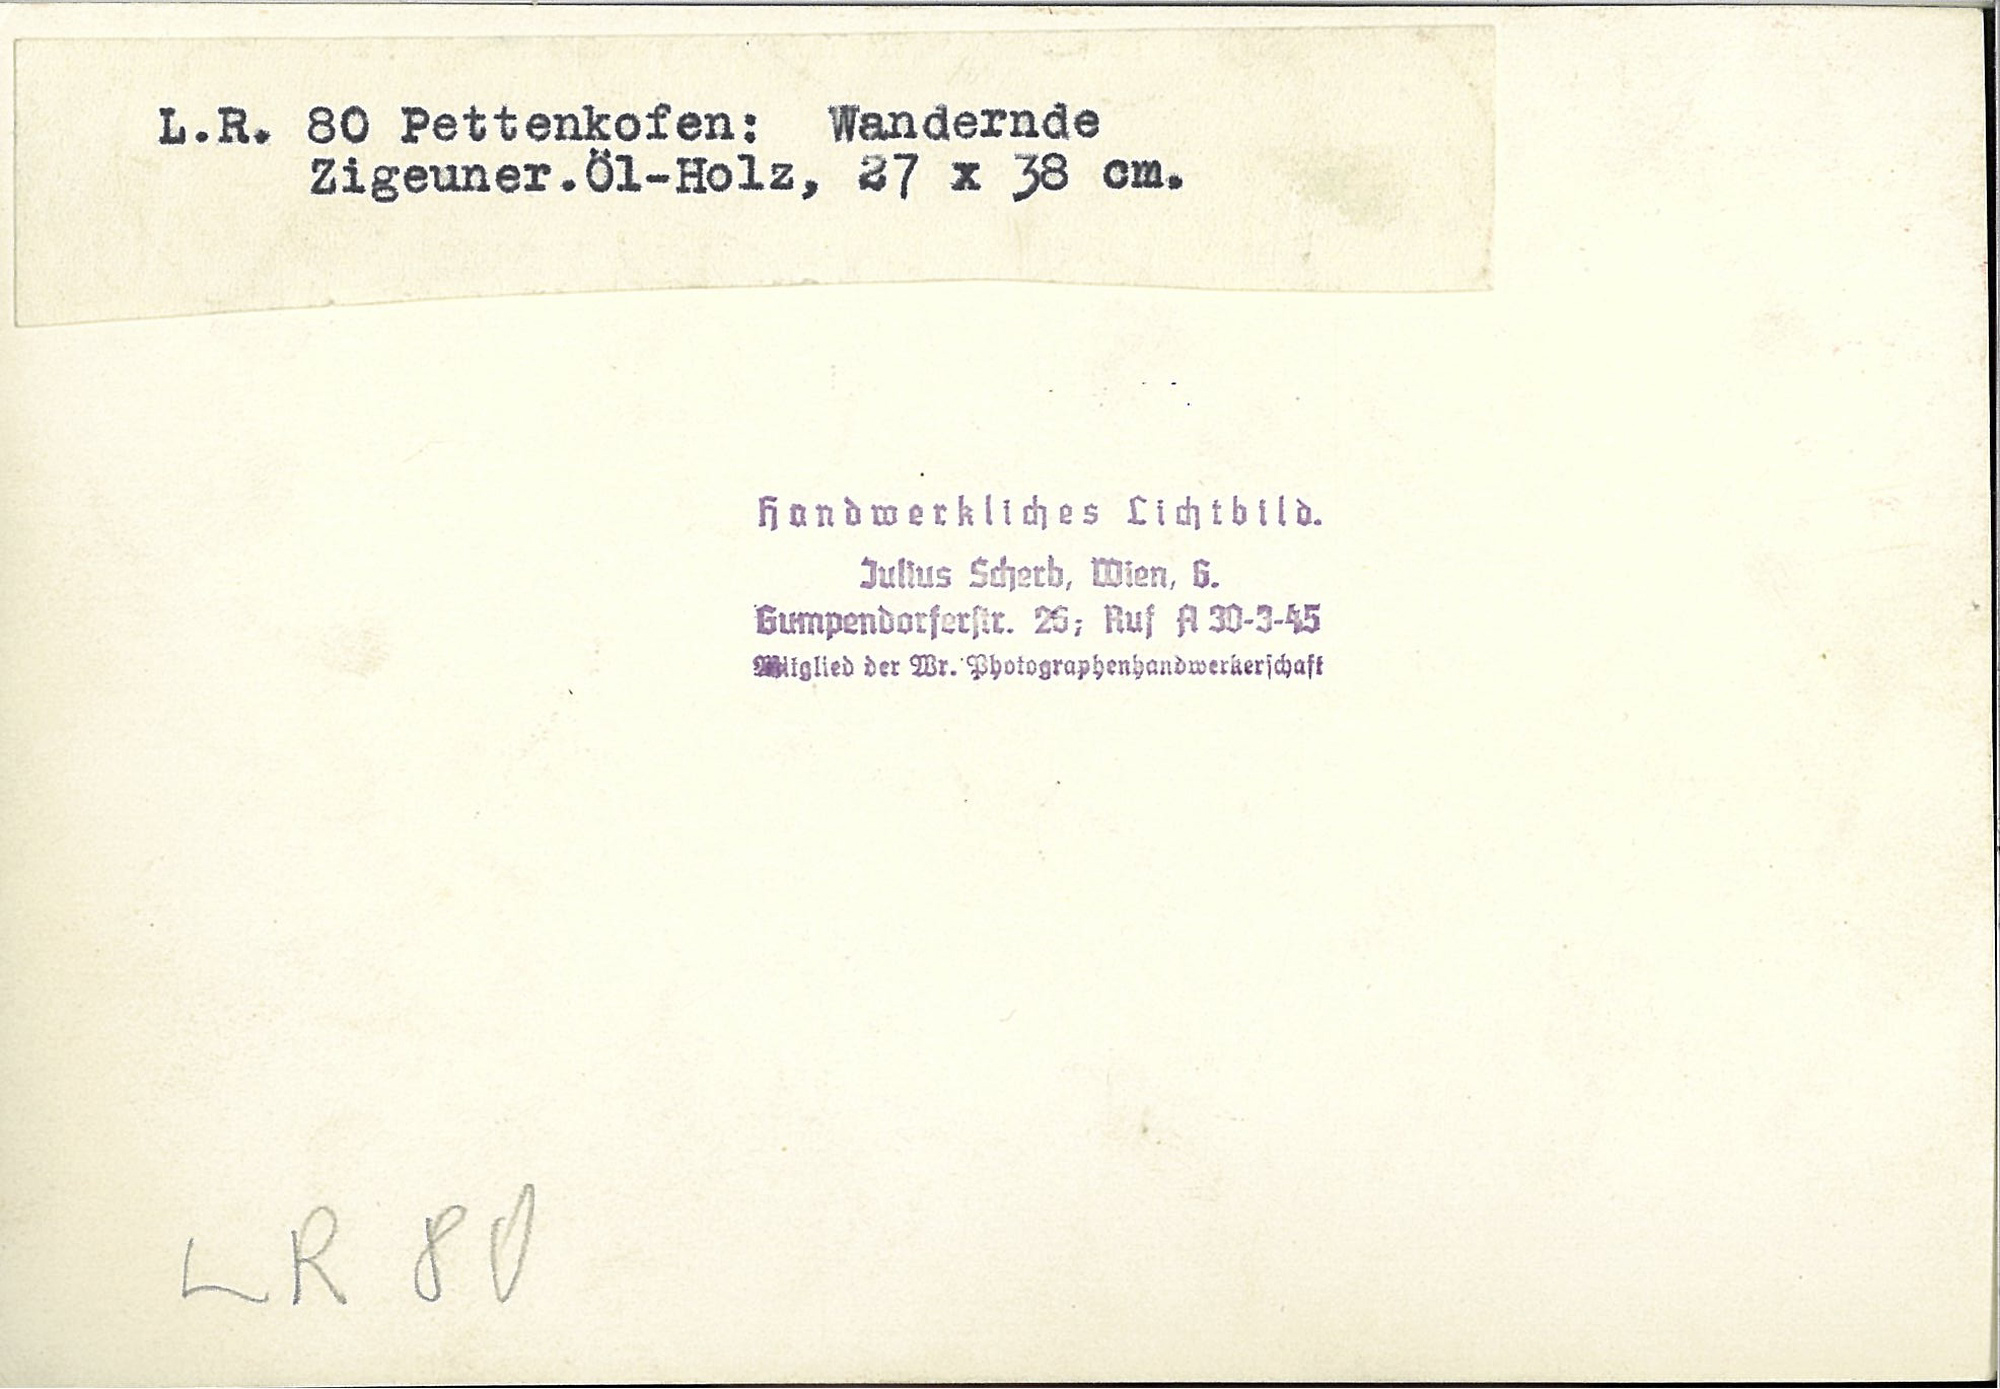 L.R. 80 Pettenkofen: Wandernde
Zigeuner.Öl-Holz, 27 x 38 cm.
Handwerkliches Lichtbild.
Julius Scherb, Wien, 6.
Gumpendorferstr. 26; Ruf A 30-3-45
Mitglied der Wr. Photographenhandwerkerschaft
LR 80